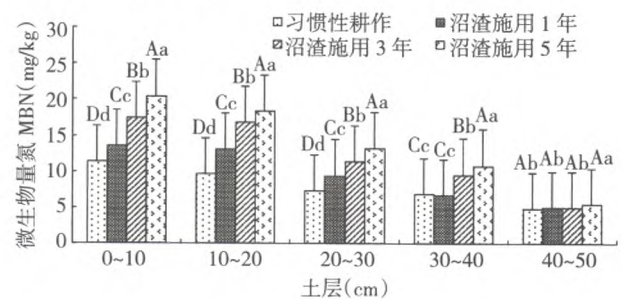 微生物量氮 MBN(mg/kg)
30
25
20
15
10
5
0
习惯性耕作 沼渣施用 1 年
沼渣施用 3 年 沼渣施用 5 年
Dd Cc Bb Aa
Dd Cc Bb Aa
Dd Cc Bb Aa
Cc Cc Bb Aa
Ab Ab Ab Aa
0~10 10~20 20~30 30~40 40~50
土层(cm)